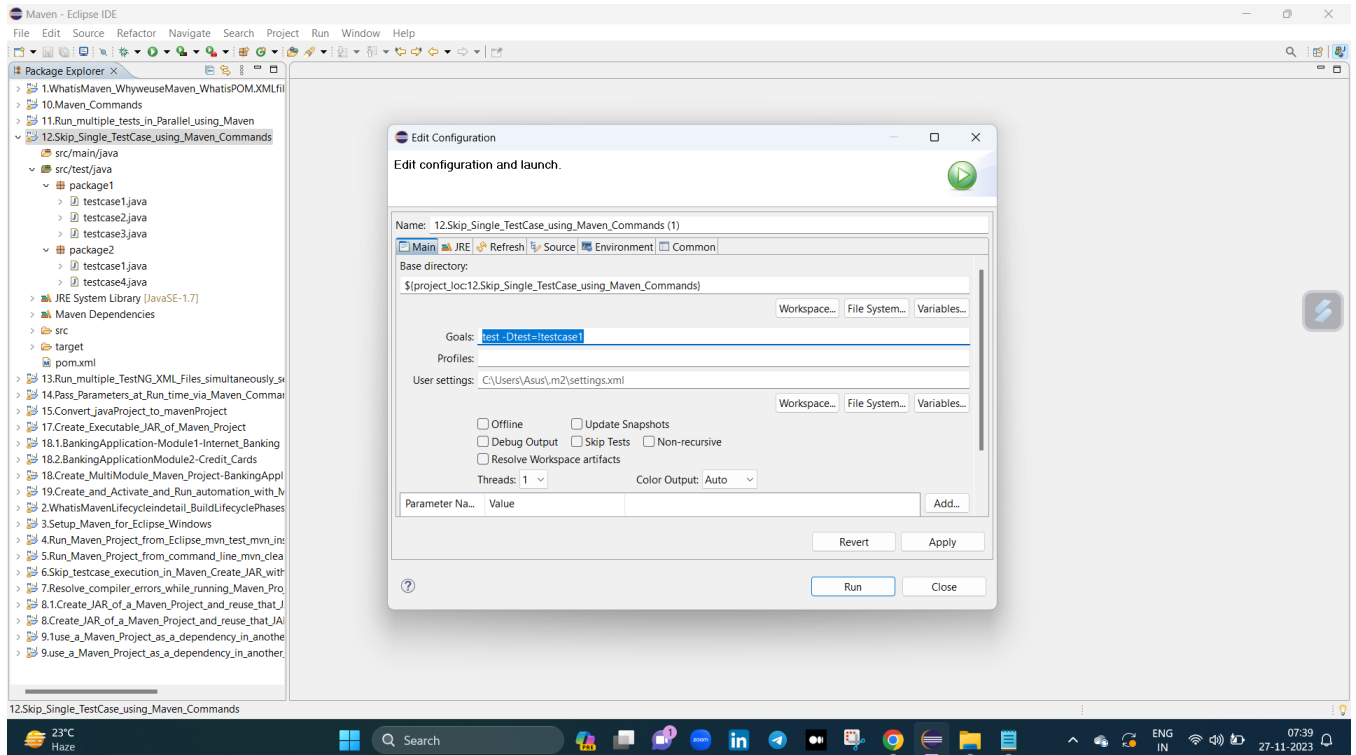 Maven - Eclipse IDE
File Edit Source Refactor Navigate Search Project Run Window Help
Package Explorer
1.WhatisMaven_WhyweuseMaven_WhatisPOM.XMLfil
10.Maven_Commands
11.Run_multiple_tests_in_Parallel_using_Maven
12.Skip_Single_TestCase_using_Maven_Commands
src/main/java
src/test/java
package1
testcase1.java
testcase2.java
testcase3.java
package2
testcase1.java
testcase4.java
JRE System Library [JavaSE-1.7]
Maven Dependencies
src
target
pom.xml
13.Run_multiple_TestNG_XML_Files_simultaneously_se
14.Pass_Parameters_at_Run_time_via_Maven_Commar
15.Convert_javaProject_to_mavenProject
17.Create_Executable_JAR_of_Maven_Project
18.1.BankingApplication-Module1-Internet_Banking
18.2.BankingApplicationModule2-Credit_Cards
18.Create_MultiModule_Maven_Project-BankingAppl
19.Create_and_Activate_and_Run_automation_with_M
2.WhatisMavenLifecycleindetail_BuildLifecyclePhases
3.Setup_Maven_for_Eclipse_Windows
4.Run_Maven_Project_from_Eclipse_mvn_test_mvn_ins
5.Run_Maven_Project_from_command_line_mvn_clea
6.Skip_testcase_execution_in_Maven_Create_JAR_with
7.Resolve_compiler_errors_while_running_Maven_Pro
8.1.Create_JAR_of_a_Maven_Project_and_reuse_that_J
8.Create_JAR_of_a_Maven_Project_and_reuse_that_JAI
9.1use_a_Maven_Project_as_a_dependency_in_anothe
9.use_a_Maven_Project_as_a_dependency_in_another_
Edit Configuration
Edit configuration and launch.
Name: 12.Skip_Single_TestCase_using_Maven_Commands (1)
Main JRE Refresh Source Environment Common
Base directory:
${project_loc:12.Skip_Single_TestCase_using_Maven_Commands}
Workspace... File System... Variables...
Goals: test -Dtest=!testcase1
Profiles:
User settings: C:\Users\Asus\.m2\settings.xml
Workspace... File System... Variables...
Offline Update Snapshots
Debug Output Skip Tests Non-recursive
Resolve Workspace artifacts
Threads: 1 Color Output: Auto
Parameter Na... Value Add...
Revert Apply
Run Close
12.Skip_Single_TestCase_using_Maven_Commands
23°C
Haze
Search
PRE
1
zoom
in
ENG
IN
07:39
27-11-2023